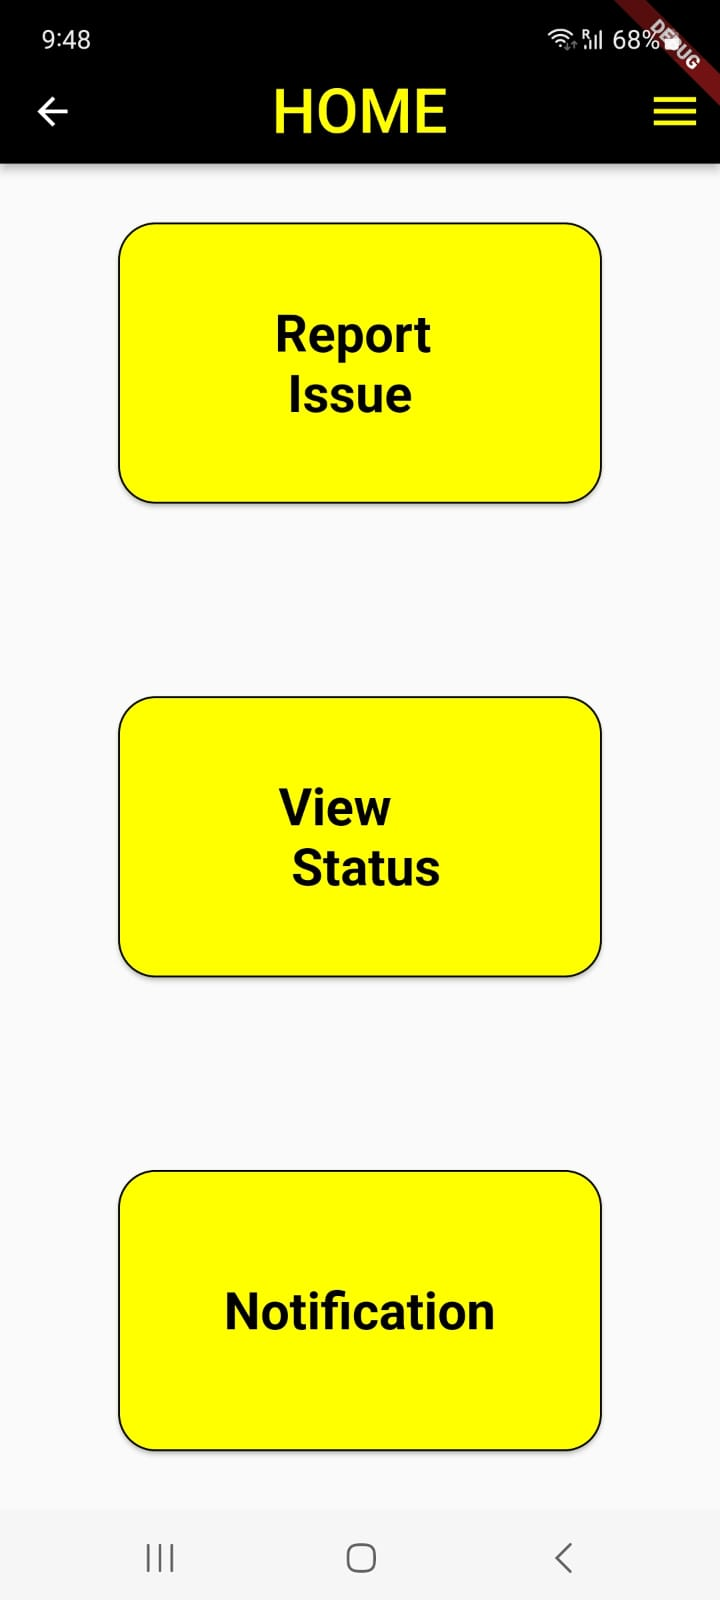 9:48
68%
DEBUG
HOME
Report
Issue
View
Status
Notification